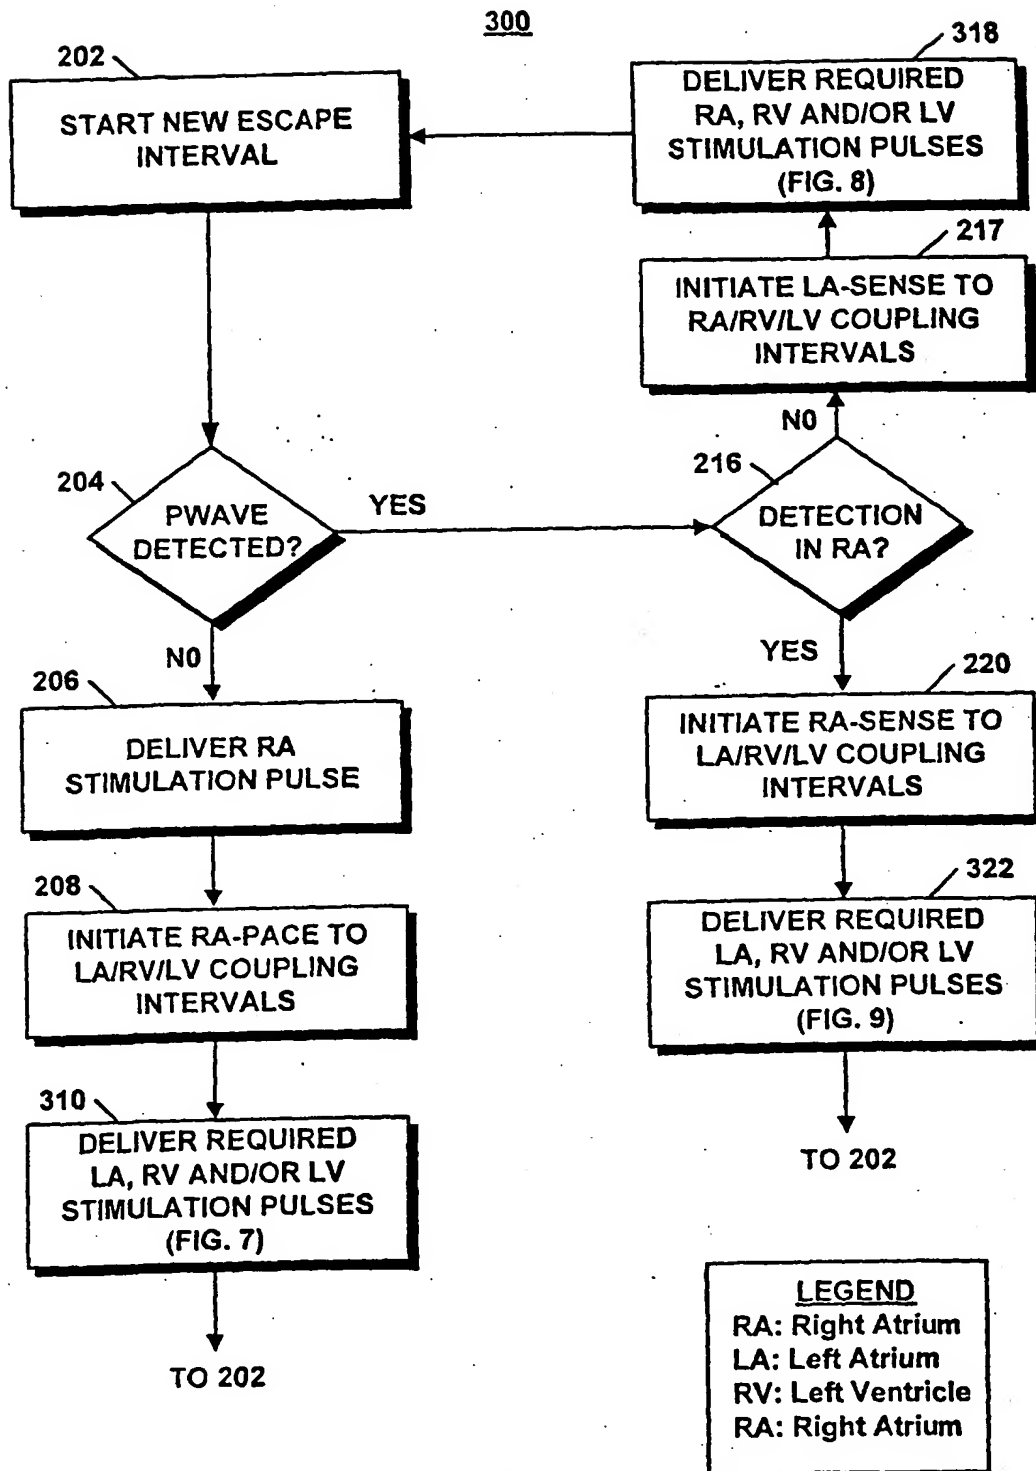 300
202
START NEW ESCAPE
INTERVAL
318
DELIVER REQUIRED
RA, RV AND/OR LV
STIMULATION PULSES
(FIG. 8)
217
INITIATE LA-SENSE TO
RA/RV/LV COUPLING
INTERVALS
NO
204
PWAVE
DETECTED?
YES
216
DETECTION
IN RA?
NO
206
DELIVER RA
STIMULATION PULSE
YES
220
INITIATE RA-SENSE TO
LA/RV/LV COUPLING
INTERVALS
208
INITIATE RA-PACE TO
LA/RV/LV COUPLING
INTERVALS
322
DELIVER REQUIRED
LA, RV AND/OR LV
STIMULATION PULSES
(FIG. 9)
TO 202
310
DELIVER REQUIRED
LA, RV AND/OR LV
STIMULATION PULSES
(FIG. 7)
TO 202
LEGEND
RA: Right Atrium
LA: Left Atrium
RV: Left Ventricle
RA: Right Atrium